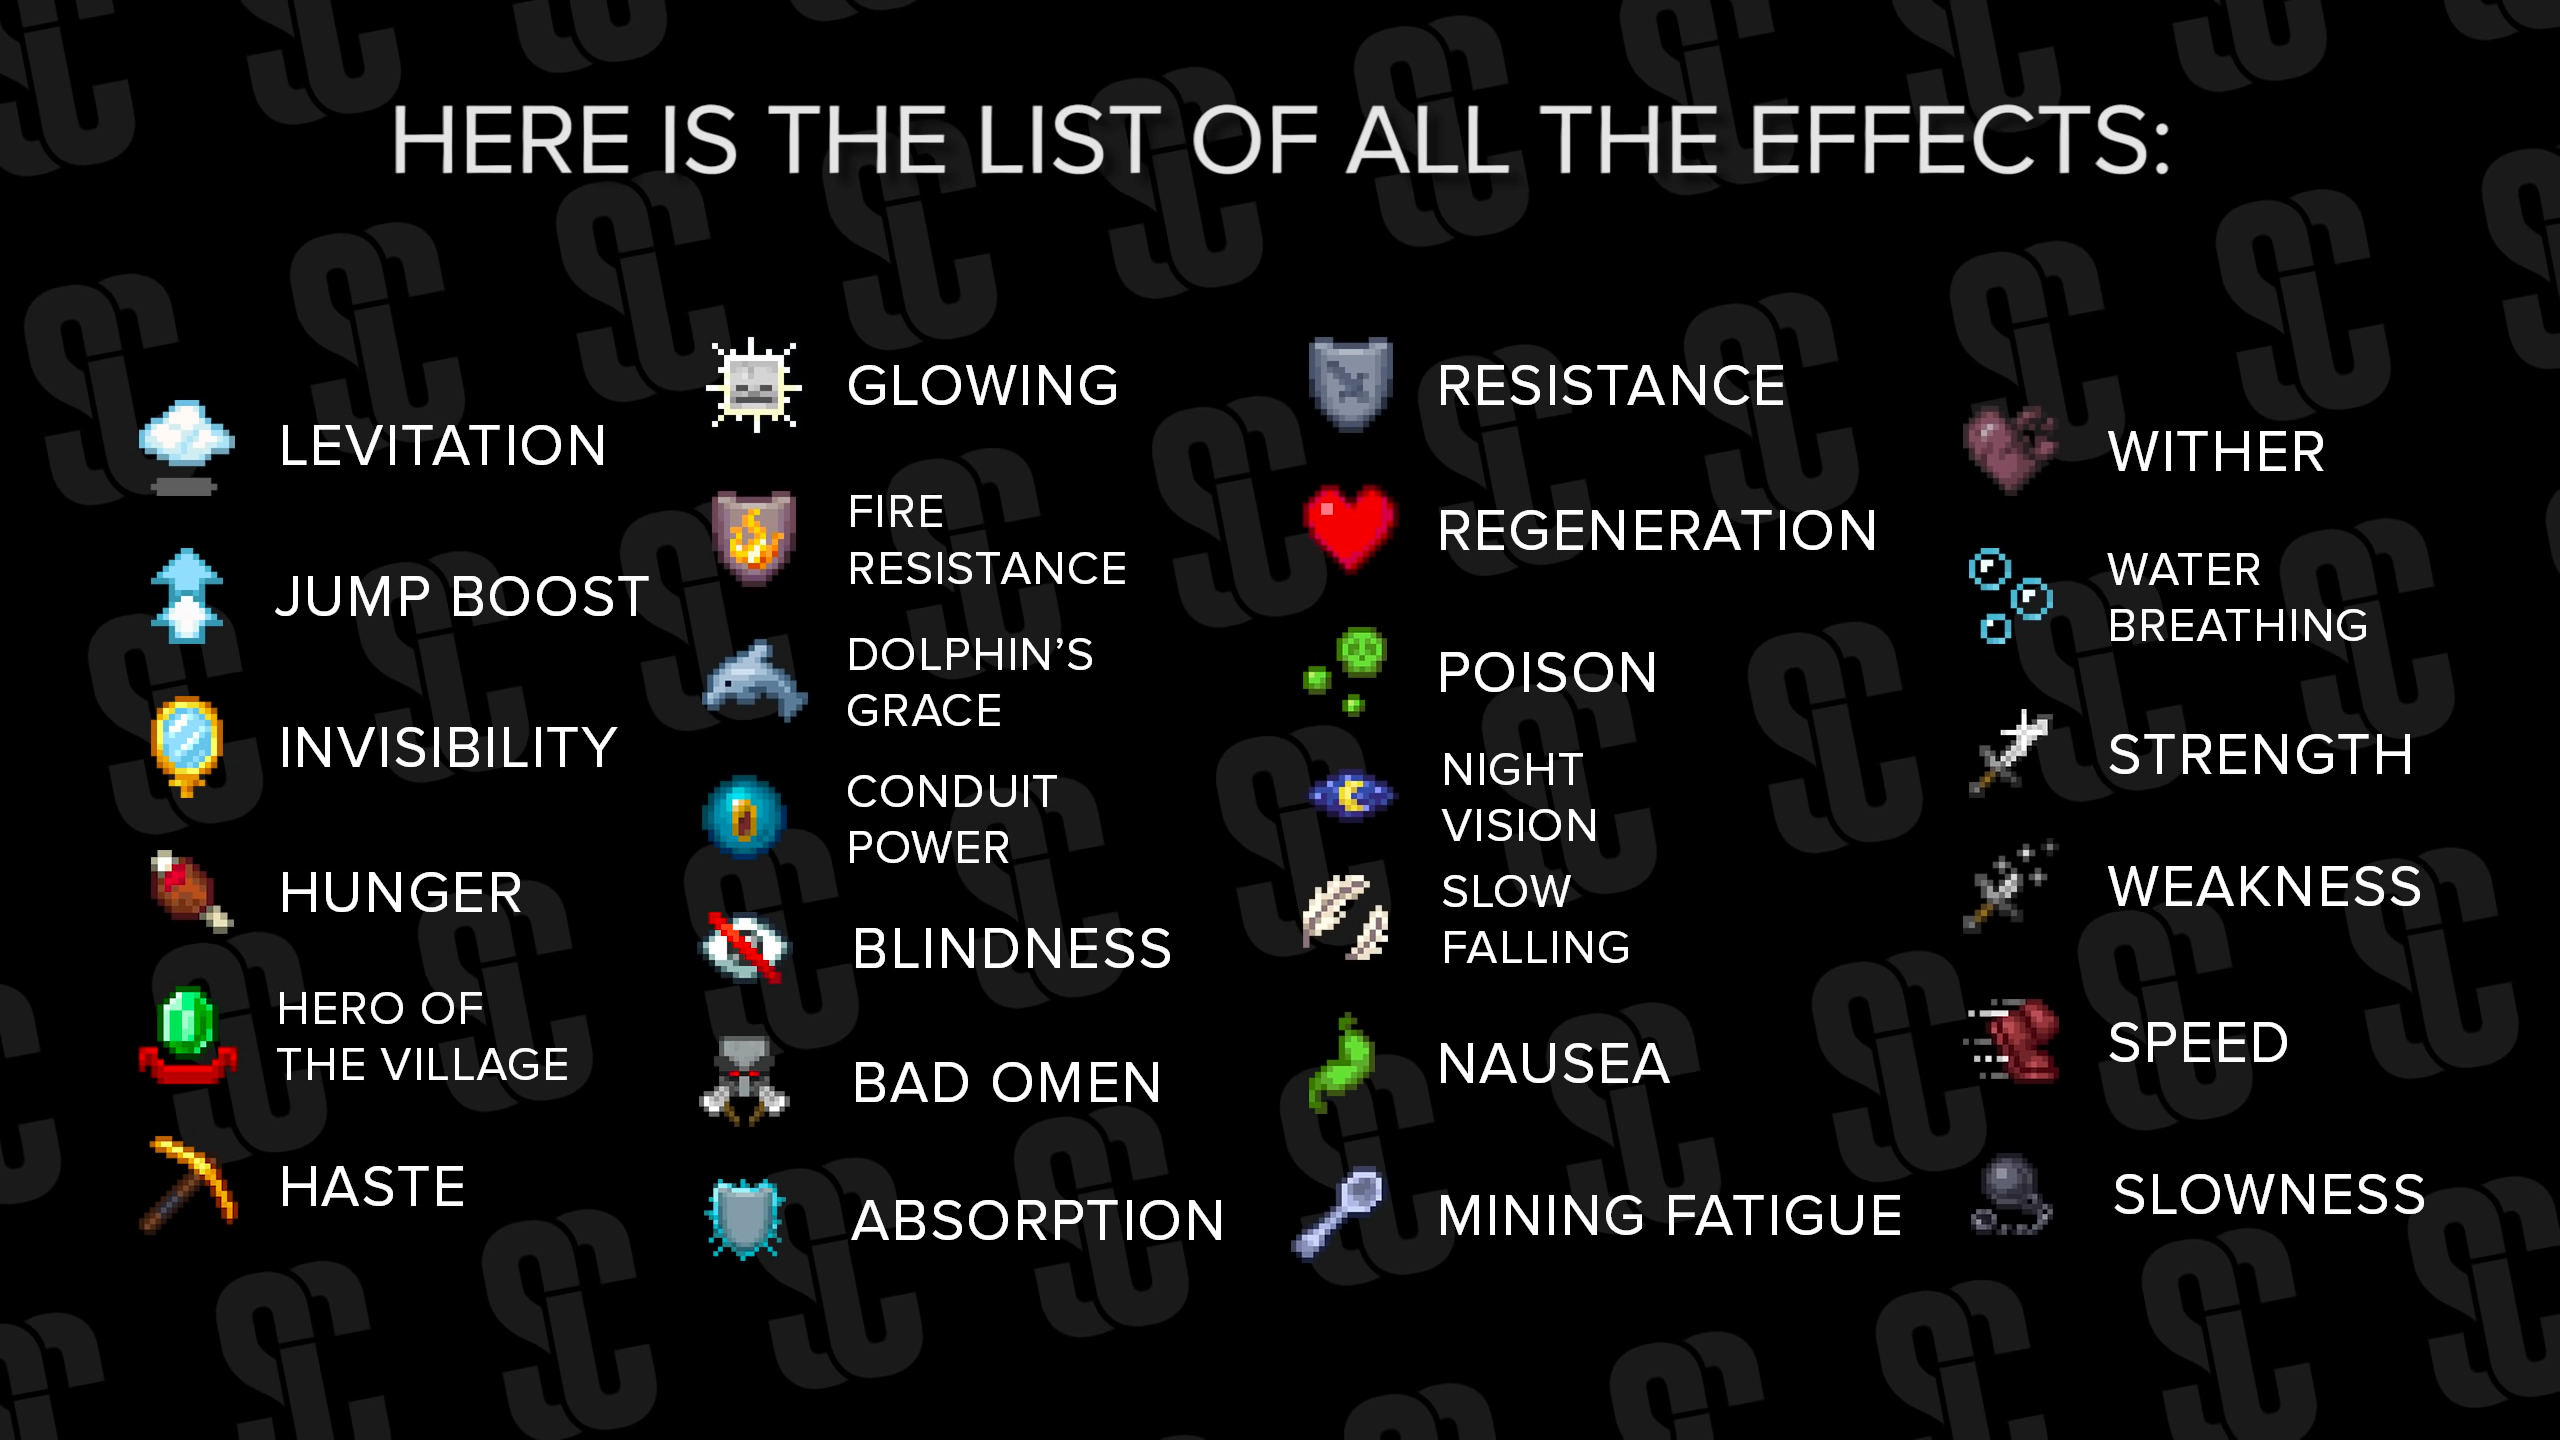 HERE IS THE LIST OF ALL THE EFFECTS:
LEVITATION
JUMP BOOST
INVISIBILITY
HUNGER
HERO OF
THE VILLAGE
HASTE
GLOWING
FIRE
RESISTANCE
DOLPHIN’S
GRACE
CONDUIT
POWER
BLINDNESS
BAD OMEN
ABSORPTION
RESISTANCE
REGENERATION
POISON
NIGHT
VISION
SLOW
FALLING
NAUSEA
MINING FATIGUE
WITHER
WATER
BREATHING
STRENGTH
WEAKNESS
SPEED
SLOWNESS